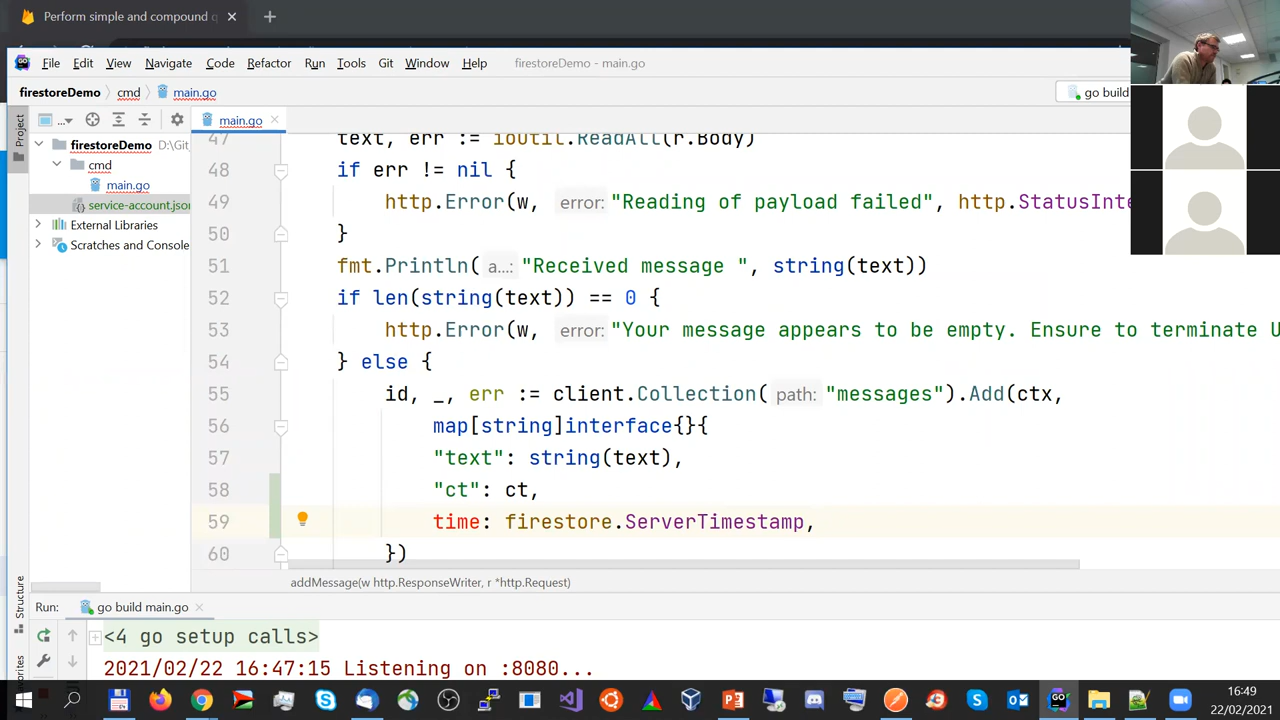 Perform simple and compound q
File Edit View Navigate Code Refactor Run Tools Git Window Help firestoreDemo - main.go
firestoreDemo cmd main.go go build
Project
... main.go
firestoreDemo D:\Git
cmd
main.go
service-account.json
External Libraries
Scratches and Console
47 text, err := ioutil.ReadAll(r.Body)
48 if err != nil {
49 http.Error(w, error: "Reading of payload failed", http.StatusInte
50 }
51 fmt.Println( a...: "Received message ", string(text))
52 if len(string(text)) == 0 {
53 http.Error(w, error: "Your message appears to be empty. Ensure to terminate U
54 } else {
55 id, _, err := client.Collection( path: "messages").Add(ctx,
56 map[string]interface{}{
57 "text": string(text),
58 "ct": ct,
59 time: firestore.ServerTimestamp,
60 })
addMessage(w http.ResponseWriter, r *http.Request)
Structure
Favorites
Run: go build main.go
<4 go setup calls>
2021/02/22 16:47:15 Listening on :8080...
16:49
22/02/2021